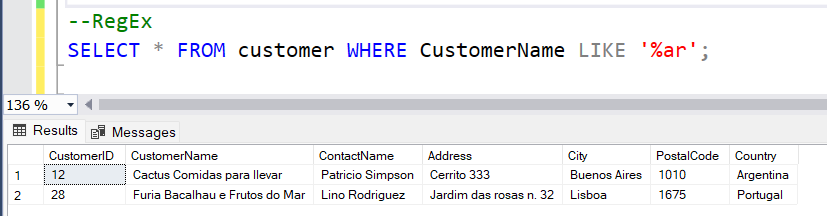 --RegEx
SELECT * FROM customer WHERE CustomerName LIKE '%ar';
136 %
Results Messages
CustomerID CustomerName ContactName Address City PostalCode Country
1 12 Cactus Comidas para llevar Patricio Simpson Cerrito 333 Buenos Aires 1010 Argentina
2 28 Furia Bacalhau e Frutos do Mar Lino Rodriguez Jardim das rosas n. 32 Lisboa 1675 Portugal